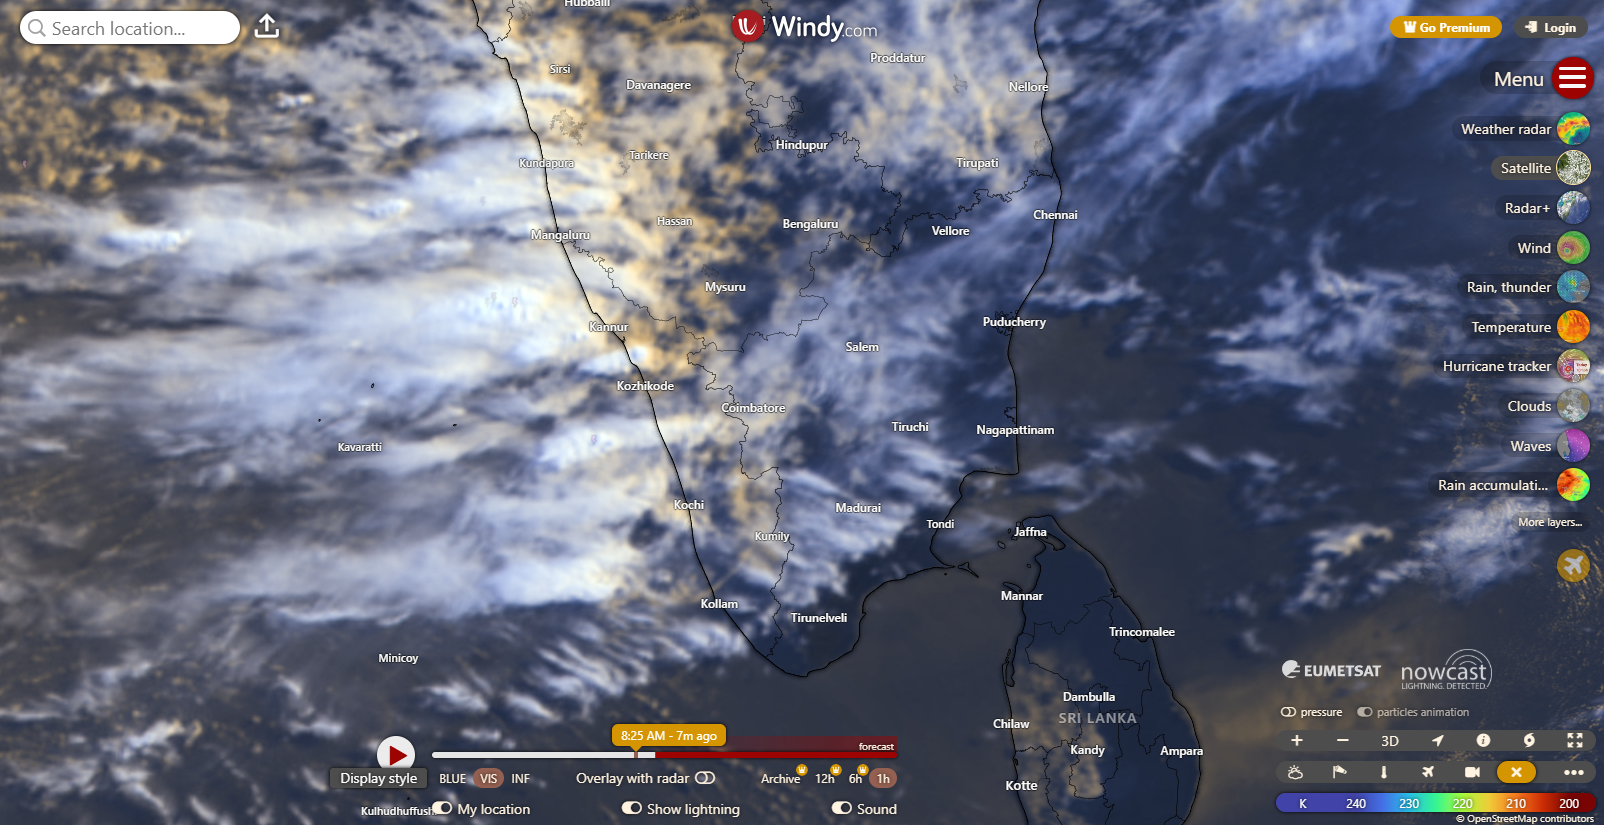 Search location...
Windy.com
Go Premium
Login
Menu
Hubballi
Sirsi
Davanagere
Proddatur
Nellore
Weather radar
Kundapura
Tarikere
Hindupur
Tirupati
Satellite
Radar+
Mangaluru
Hassan
Bengaluru
Vellore
Chennai
Wind
Mysuru
Rain, thunder
Kannur
Puducherry
Temperature
Salem
Hurricane tracker
Kozhikode
Coimbatore
Clouds
Tiruchi
Nagapattinam
Kavaratti
Waves
Rain accumulati...
Kochi
Madurai
Tondi
Jaffna
More layers...
Kumily
Kollam
Tirunelveli
Mannar
Trincomalee
Minicoy
EUMETSAT
nowcast
LIGHTNING. DETECTED.
Dambulla
SRI LANKA
Chilaw
Kandy
Ampara
Kotte
pressure
particles animation
8:25 AM - 7m ago
forecast
3D
Display style
BLUE VIS INF
Overlay with radar
Archive 12h 6h 1h
Kulhudhuffush
My location
Show lightning
Sound
K 240 230 220 210 200
© OpenStreetMap contributors